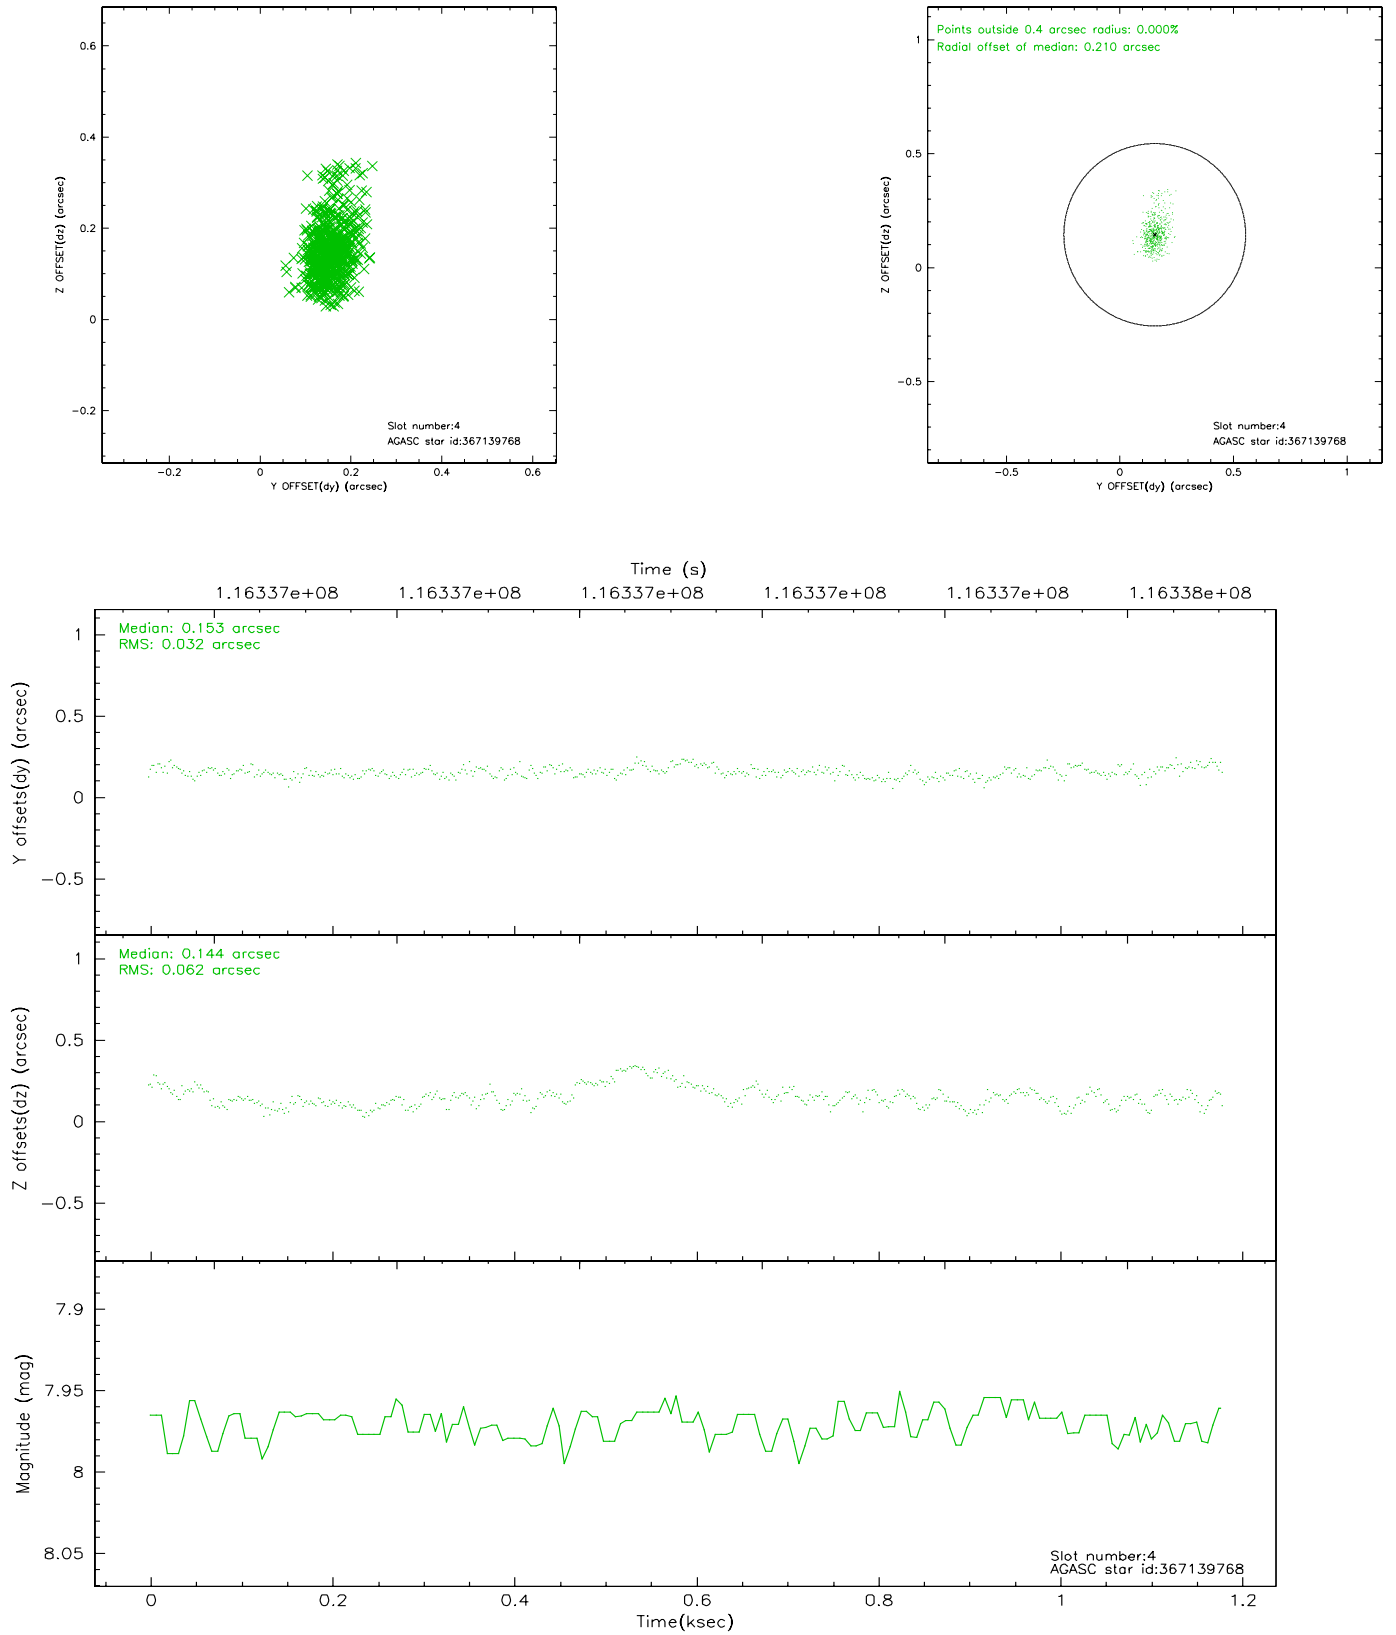 0.6
0.4
0.2
0
−0.2
Z OFFSET(dz) (arcsec)
Slot number:4
AGASC star id:367139768
−0.2 0 0.2 0.4 0.6
Y OFFSET(dy) (arcsec)
Points outside 0.4 arcsec radius: 0.000%
Radial offset of median: 0.210 arcsec
1
0.5
0
−0.5
Z OFFSET(dz) (arcsec)
Slot number:4
AGASC star id:367139768
−0.5 0 0.5 1
Y OFFSET(dy) (arcsec)
Time (s)
1.16337e+08 1.16337e+08 1.16337e+08 1.16337e+08 1.16337e+08 1.16338e+08
Median: 0.153 arcsec
RMS: 0.032 arcsec
1
0.5
0
−0.5
Y offsets(dy) (arcsec)
Median: 0.144 arcsec
RMS: 0.062 arcsec
1
0.5
0
−0.5
Z offsets(dz) (arcsec)
7.9
7.95
8
8.05
Magnitude (mag)
Slot number:4
AGASC star id:367139768
0 0.2 0.4 0.6 0.8 1 1.2
Time(ksec)